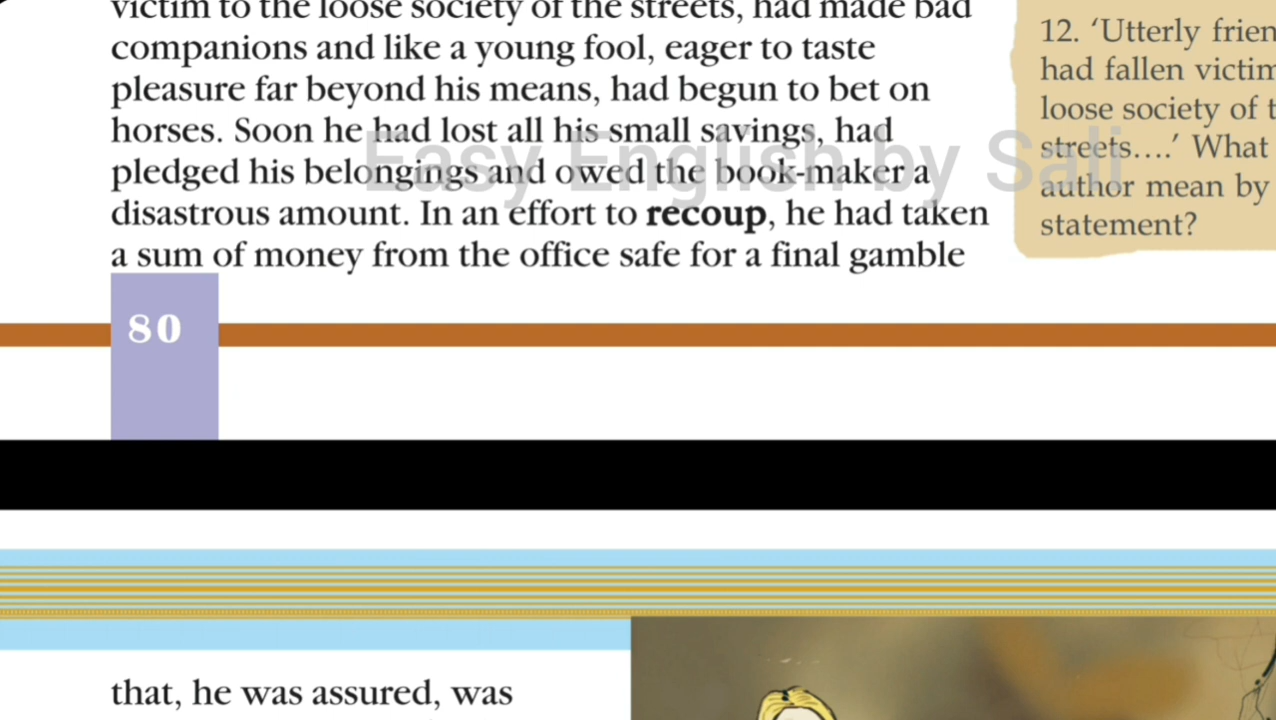 victim to the loose society of the streets, had made bad
companions and like a young fool, eager to taste
pleasure far beyond his means, had begun to bet on
horses. Soon he had lost all his small savings, had
pledged his belongings and owed the book-maker a
disastrous amount. In an effort to recoup, he had taken
a sum of money from the office safe for a final gamble
12. ‘Utterly frien
had fallen victim
loose society of t
streets....’ What
author mean by
statement?
Easy English by Sali
80
that, he was assured, was